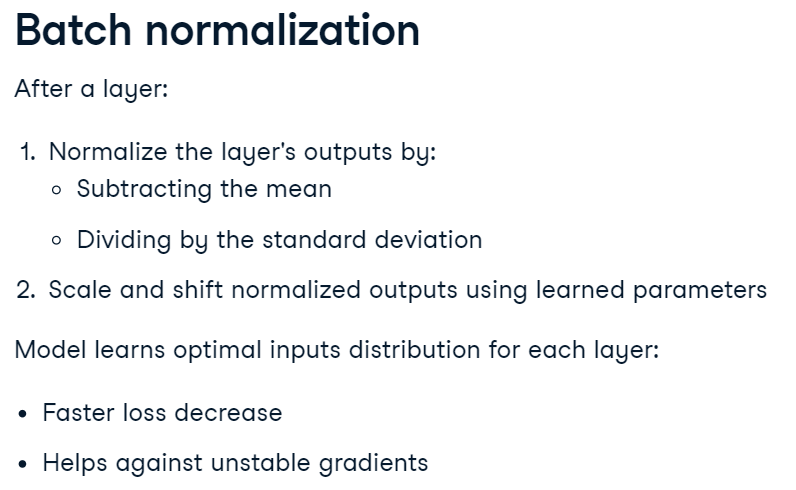 Batch normalization
After a layer:
1. Normalize the layer's outputs by:
◦ Subtracting the mean
◦ Dividing by the standard deviation
2. Scale and shift normalized outputs using learned parameters
Model learns optimal inputs distribution for each layer:
• Faster loss decrease
• Helps against unstable gradients